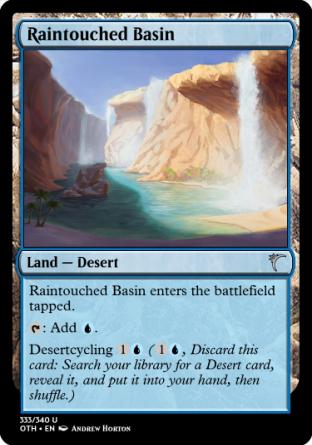 Raintouched Basin
Land — Desert
Raintouched Basin enters the battlefield
tapped.
: Add .
Desertcycling 1 ( 1 , Discard this
card: Search your library for a Desert card,
reveal it, and put it into your hand, then
shuffle.)
333/340 U
OTH • EN Andrew Horton